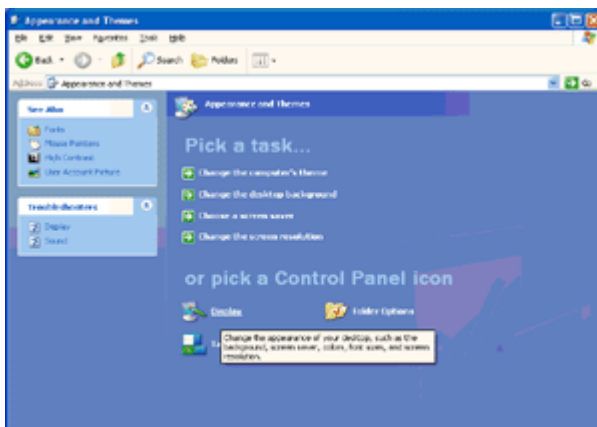 Appearance and Themes
File Edit View Favorites Tools Help
Back Search Folders
Address Appearance and Themes
See Also
Fonts
Mouse Pointers
High Contrast
User Account Picture
Troubleshooters
Display
Sound
Appearance and Themes
Pick a task...
Change the computer's theme
Change the desktop background
Choose a screen saver
Change the screen resolution
or pick a Control Panel icon
Display
Folder Options
Change the appearance of your desktop, such as the
background, screen saver, colors, font sizes, and screen
resolution.